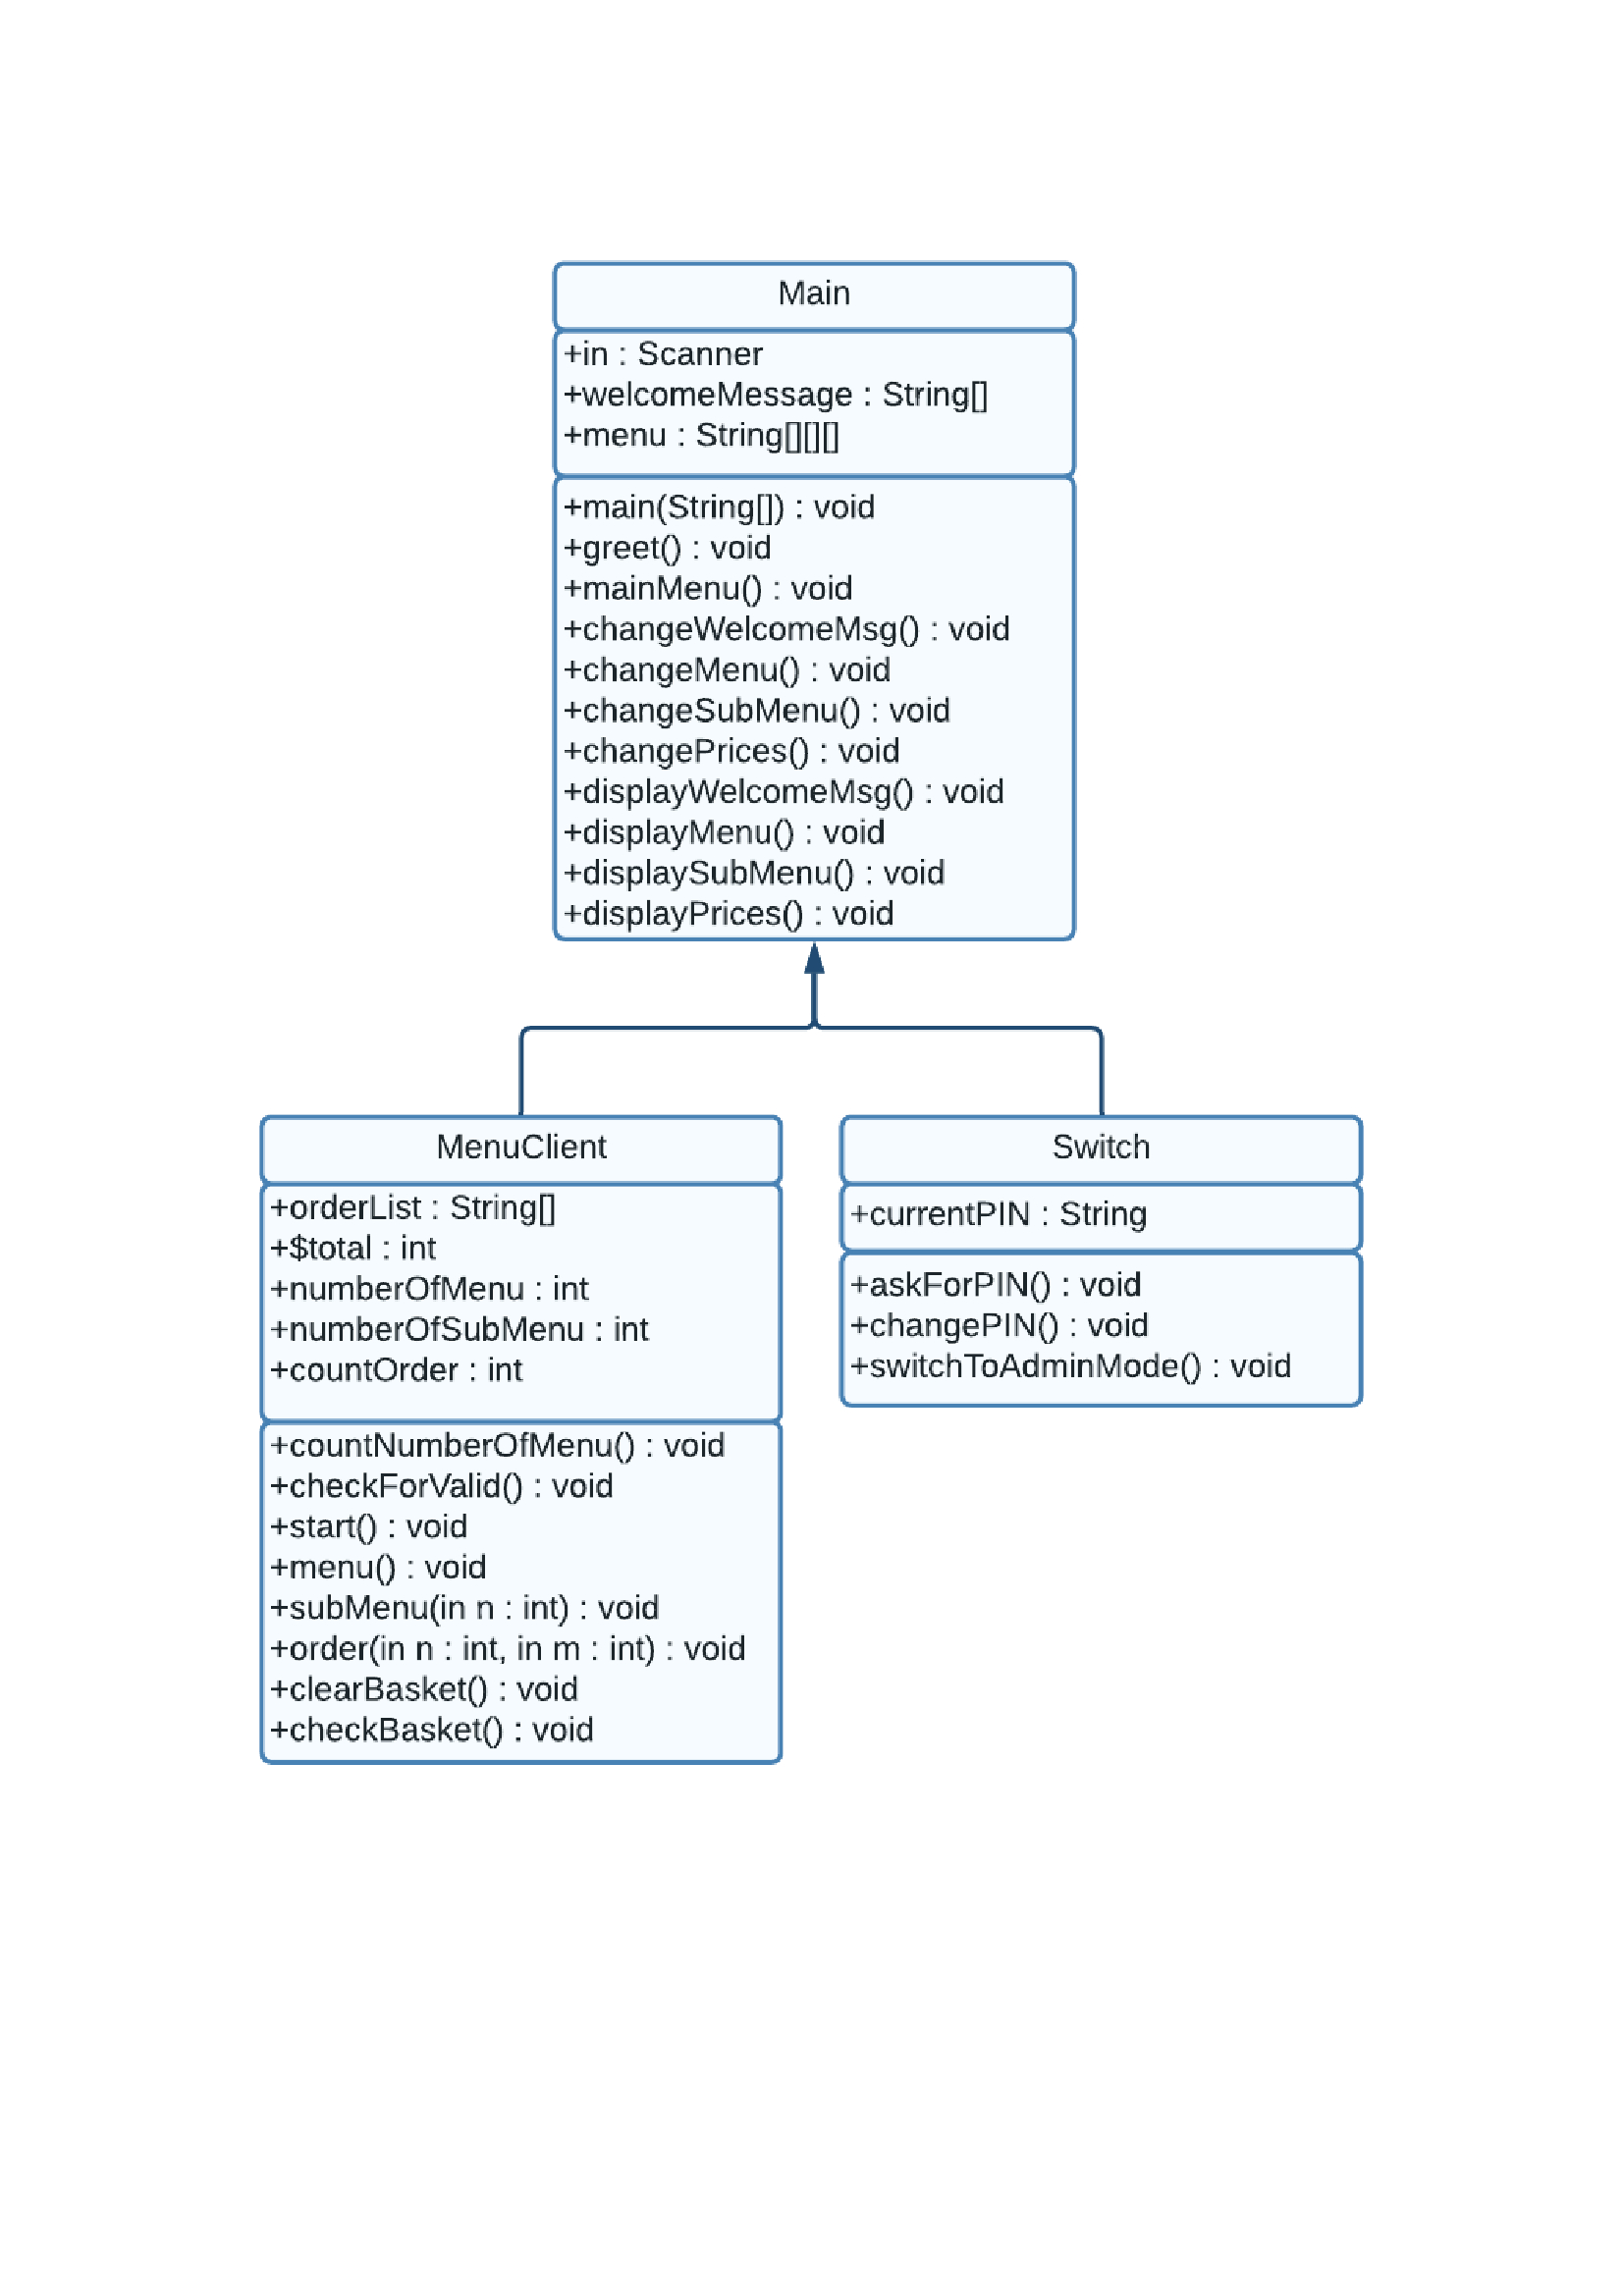 Main
+in : Scanner
+welcomeMessage : String[]
+menu : String[][][]
+main(String[]) : void
+greet() : void
+mainMenu() : void
+changeWelcomeMsg() : void
+changeMenu() : void
+changeSubMenu() : void
+changePrices() : void
+displayWelcomeMsg() : void
+displayMenu() : void
+displaySubMenu() : void
+displayPrices() : void
MenuClient
+orderList : String[]
+$total : int
+numberOfMenu : int
+numberOfSubMenu : int
+countOrder : int
+countNumberOfMenu() : void
+checkForValid() : void
+start() : void
+menu() : void
+subMenu(in n : int) : void
+order(in n : int, in m : int) : void
+clearBasket() : void
+checkBasket() : void
Switch
+currentPIN : String
+askForPIN() : void
+changePIN() : void
+switchToAdminMode() : void